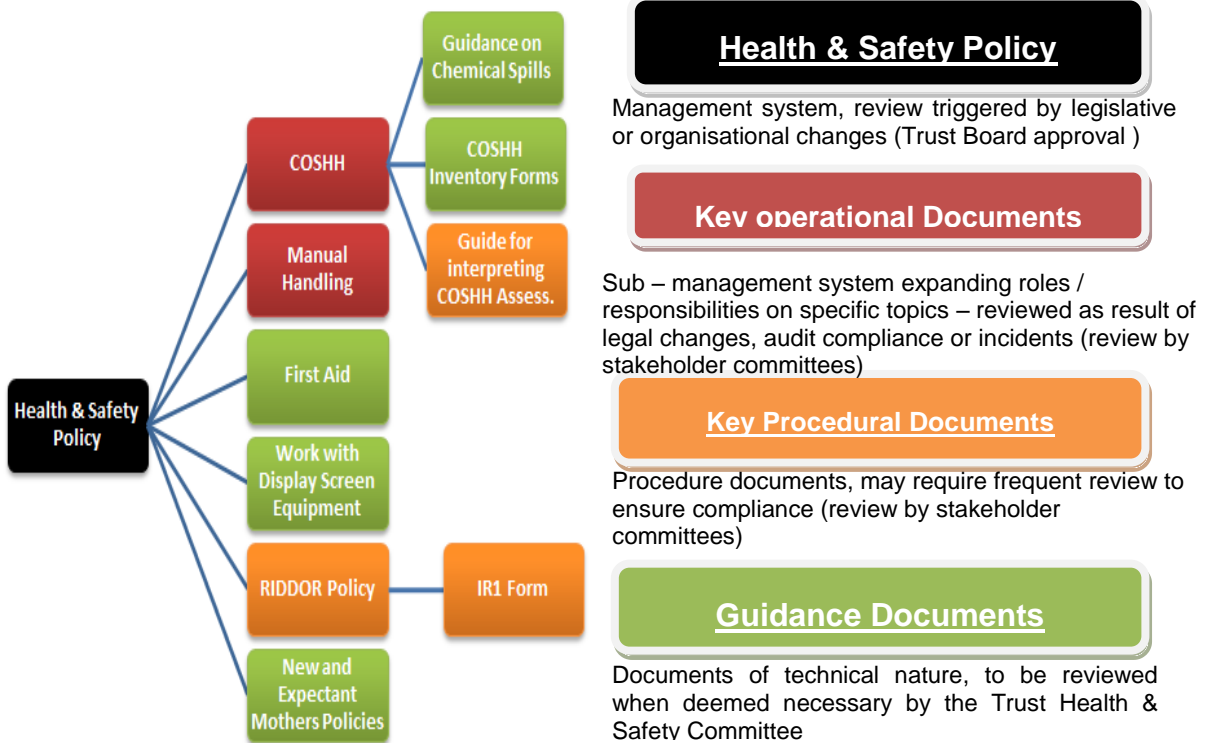 Guidance on
Chemical Spills
COSHH
COSHH
Inventory Forms
Manual
Handling
Guide for
interpreting
COSHH Assess.
First Aid
Health & Safety
Policy
Work with
Display Screen
Equipment
RIDDOR Policy
IR1 Form
New and
Expectant
Mothers Policies
Health & Safety Policy
Management system, review triggered by legislative
or organisational changes (Trust Board approval )
Key operational Documents
Sub – management system expanding roles /
responsibilities on specific topics – reviewed as result of
legal changes, audit compliance or incidents (review by
stakeholder committees)
Key Procedural Documents
Procedure documents, may require frequent review to
ensure compliance (review by stakeholder
committees)
Guidance Documents
Documents of technical nature, to be reviewed
when deemed necessary by the Trust Health &
Safety Committee